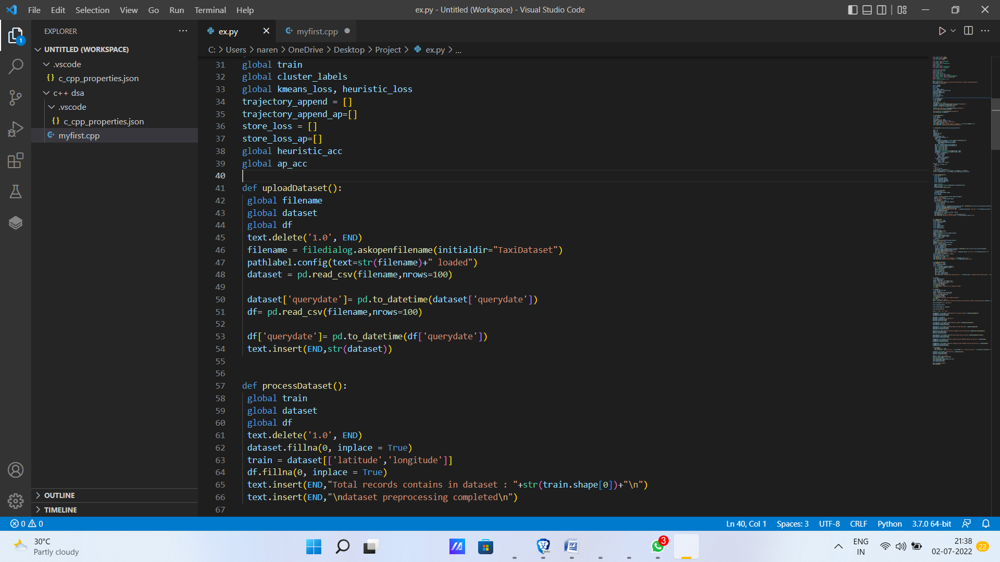 File Edit Selection View Go Run Terminal Help
ex.py - Untitled (Workspace) - Visual Studio Code
EXPLORER
ex.py
myfirst.cpp
UNTITLED (WORKSPACE)
.vscode
{} c_cpp_properties.json
c++ dsa
.vscode
{} c_cpp_properties.json
myfirst.cpp
OUTLINE
TIMELINE
1
C: > Users > naren > OneDrive > Desktop > Project > ex.py > ...
31 global train
32 global cluster_labels
33 global kmeans_loss, heuristic_loss
34 trajectory_append = []
35 trajectory_append_ap=[]
36 store_loss = []
37 store_loss_ap=[]
38 global heuristic_acc
39 global ap_acc
40
41 def uploadDataset():
42 global filename
43 global dataset
44 global df
45 text.delete('1.0', END)
46 filename = filedialog.askopenfilename(initialdir="TaxiDataset")
47 pathlabel.config(text=str(filename)+" loaded")
48 dataset = pd.read_csv(filename,nrows=100)
49
50 dataset['querydate']= pd.to_datetime(dataset['querydate'])
51 df= pd.read_csv(filename,nrows=100)
52
53 df['querydate']= pd.to_datetime(df['querydate'])
54 text.insert(END,str(dataset))
55
56
57 def processDataset():
58 global train
59 global dataset
60 global df
61 text.delete('1.0', END)
62 dataset.fillna(0, inplace = True)
63 train = dataset[['latitude','longitude']]
64 df.fillna(0, inplace = True)
65 text.insert(END,"Total records contains in dataset : "+str(train.shape[0])+"\n")
66 text.insert(END,"\ndataset preprocessing completed\n")
67
0 0
Ln 40, Col 1 Spaces: 3 UTF-8 CRLF Python 3.7.0 64-bit
30°C
Partly cloudy
W
3
ENG
IN
21:38
02-07-2022
22